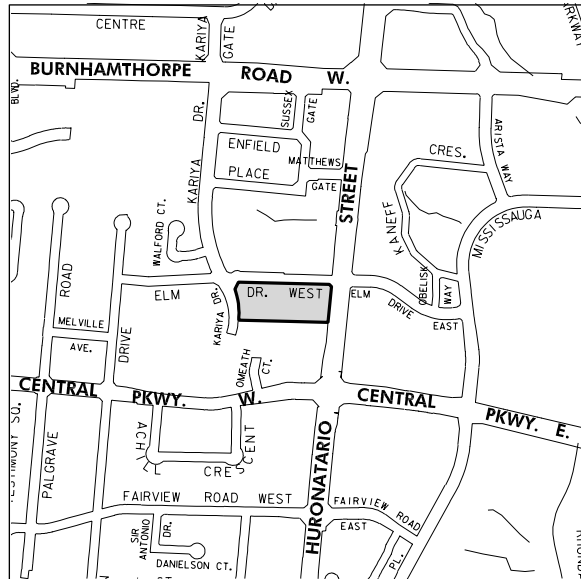 CENTRE
KARIYA
GATE
BURNHAMTHORPE ROAD W.
BLVD.
SUSSEX
GATE
KARIYA DR.
ENFIELD
PLACE
MATTHEWS
GATE
STREET
CRES.
ARISTA WAY
KANEFF
MISSISSAUGA
WALFORD CT.
ROAD
ELM
KARIYA DR.
DR. WEST
ELM
DRIVE
EAST
OBELISK
WAY
MELVILLE
AVE.
DRIVE
OMEATH
CT.
CENTRAL PKWY. W.
CENTRAL PKWY. E.
PALGRAVE
ACH
L
CRE
CENT
HURONATARIO
FAIRVIEW ROAD WEST
FAIRVIEW ROAD
EAST
SIR
ANTONIO
DR.
DANIELSON CT.
PL.